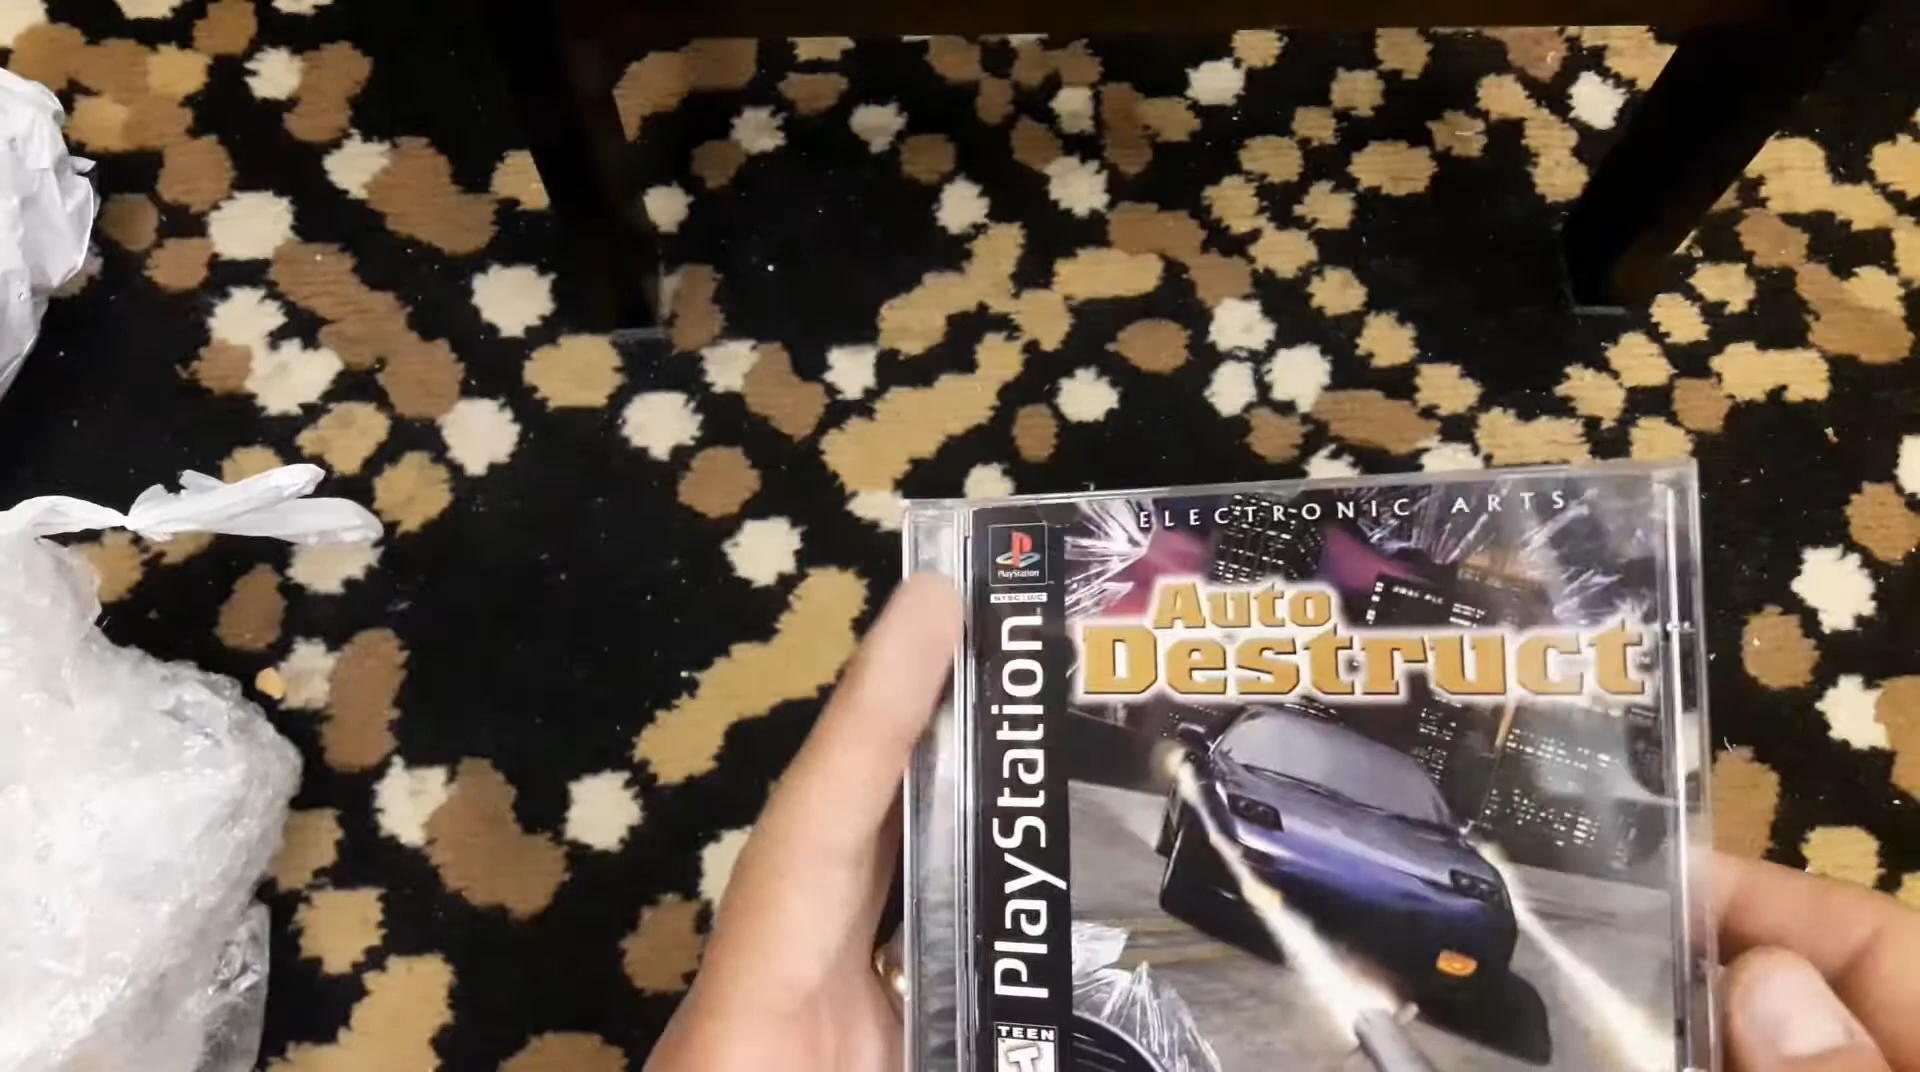 ELECTRONIC ARTS
PlayStation
NTSC U/C
PlayStation
Auto
Destruct
TEEN
T